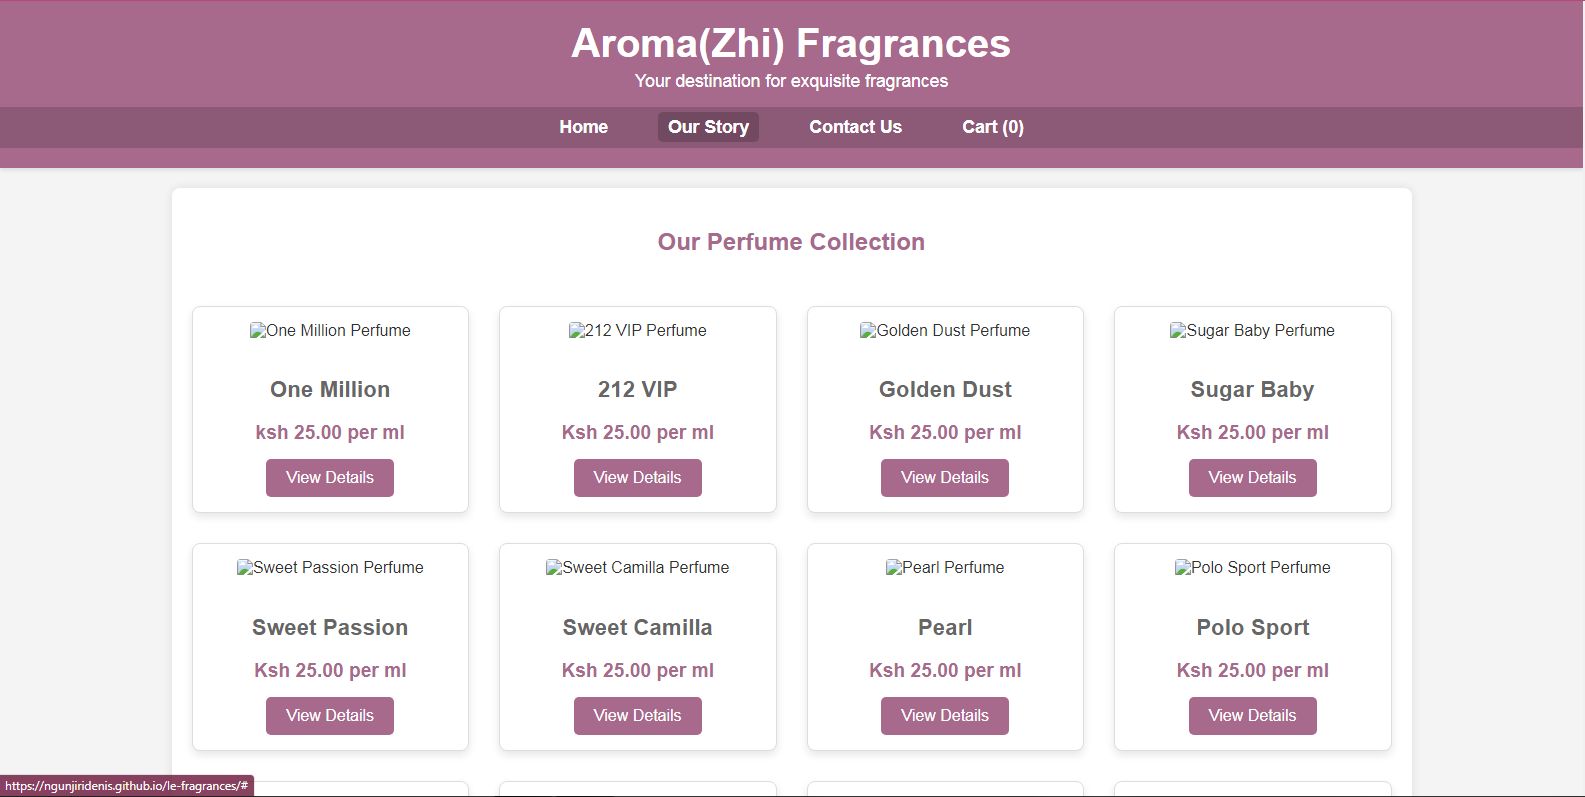 Aroma(Zhi) Fragrances
Your destination for exquisite fragrances
Home Our Story Contact Us Cart (0)
Our Perfume Collection
One Million Perfume 212 VIP Perfume Golden Dust Perfume Sugar Baby Perfume
One Million 212 VIP Golden Dust Sugar Baby
ksh 25.00 per ml Ksh 25.00 per ml Ksh 25.00 per ml Ksh 25.00 per ml
View Details View Details View Details View Details
Sweet Passion Perfume Sweet Camilla Perfume Pearl Perfume Polo Sport Perfume
Sweet Passion Sweet Camilla Pearl Polo Sport
Ksh 25.00 per ml Ksh 25.00 per ml Ksh 25.00 per ml Ksh 25.00 per ml
View Details View Details View Details View Details
https://ngunjiridenis.github.io/le-fragrances/#